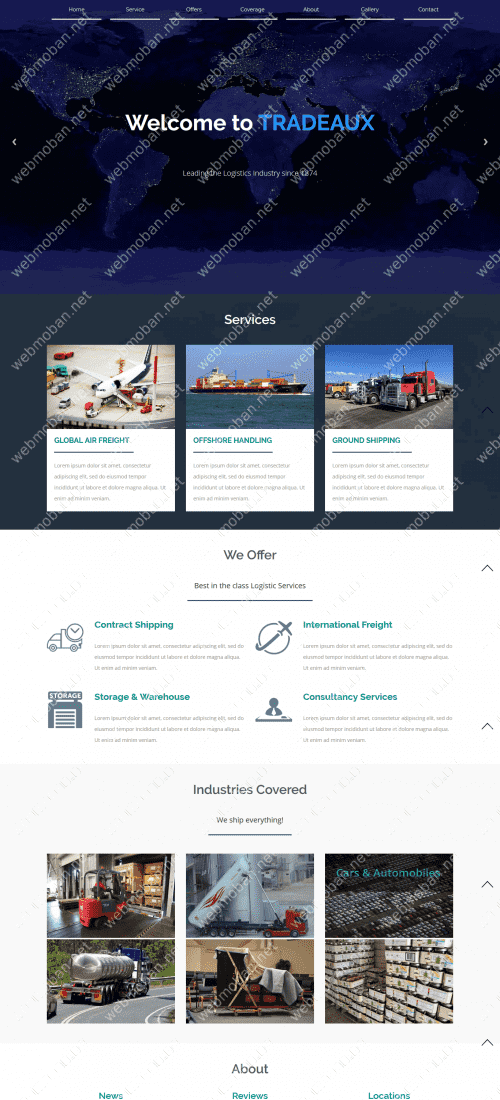 Home Service Offers Coverage About Gallery Contact
Welcome to TRADEAUX
Leading the Logistics Industry since 1874
Services
GLOBAL AIR FREIGHT
Lorem ipsum dolor sit amet, consectetur
adipiscing elit, sed do eiusmod tempor
incididunt ut labore et dolore magna aliqua. Ut
enim ad minim veniam.
OFFSHORE HANDLING
Lorem ipsum dolor sit amet, consectetur
adipiscing elit, sed do eiusmod tempor
incididunt ut labore et dolore magna aliqua. Ut
enim ad minim veniam.
GROUND SHIPPING
Lorem ipsum dolor sit amet, consectetur
adipiscing elit, sed do eiusmod tempor
incididunt ut labore et dolore magna aliqua. Ut
enim ad minim veniam.
We Offer
Best in the class Logistic Services
Contract Shipping
Lorem ipsum dolor sit amet, consectetur adipiscing elit, sed do
eiusmod tempor incididunt ut labore et dolore magna aliqua.
Ut enim ad minim veniam.
International Freight
Lorem ipsum dolor sit amet, consectetur adipiscing elit, sed do
eiusmod tempor incididunt ut labore et dolore magna aliqua.
Ut enim ad minim veniam.
STORAGE
Storage & Warehouse
Lorem ipsum dolor sit amet, consectetur adipiscing elit, sed do
eiusmod tempor incididunt ut labore et dolore magna aliqua.
Ut enim ad minim veniam.
Consultancy Services
Lorem ipsum dolor sit amet, consectetur adipiscing elit, sed do
eiusmod tempor incididunt ut labore et dolore magna aliqua.
Ut enim ad minim veniam.
Industries Covered
We ship everything!
Cars & Automobiles
About
News Reviews Locations
webmoban.net